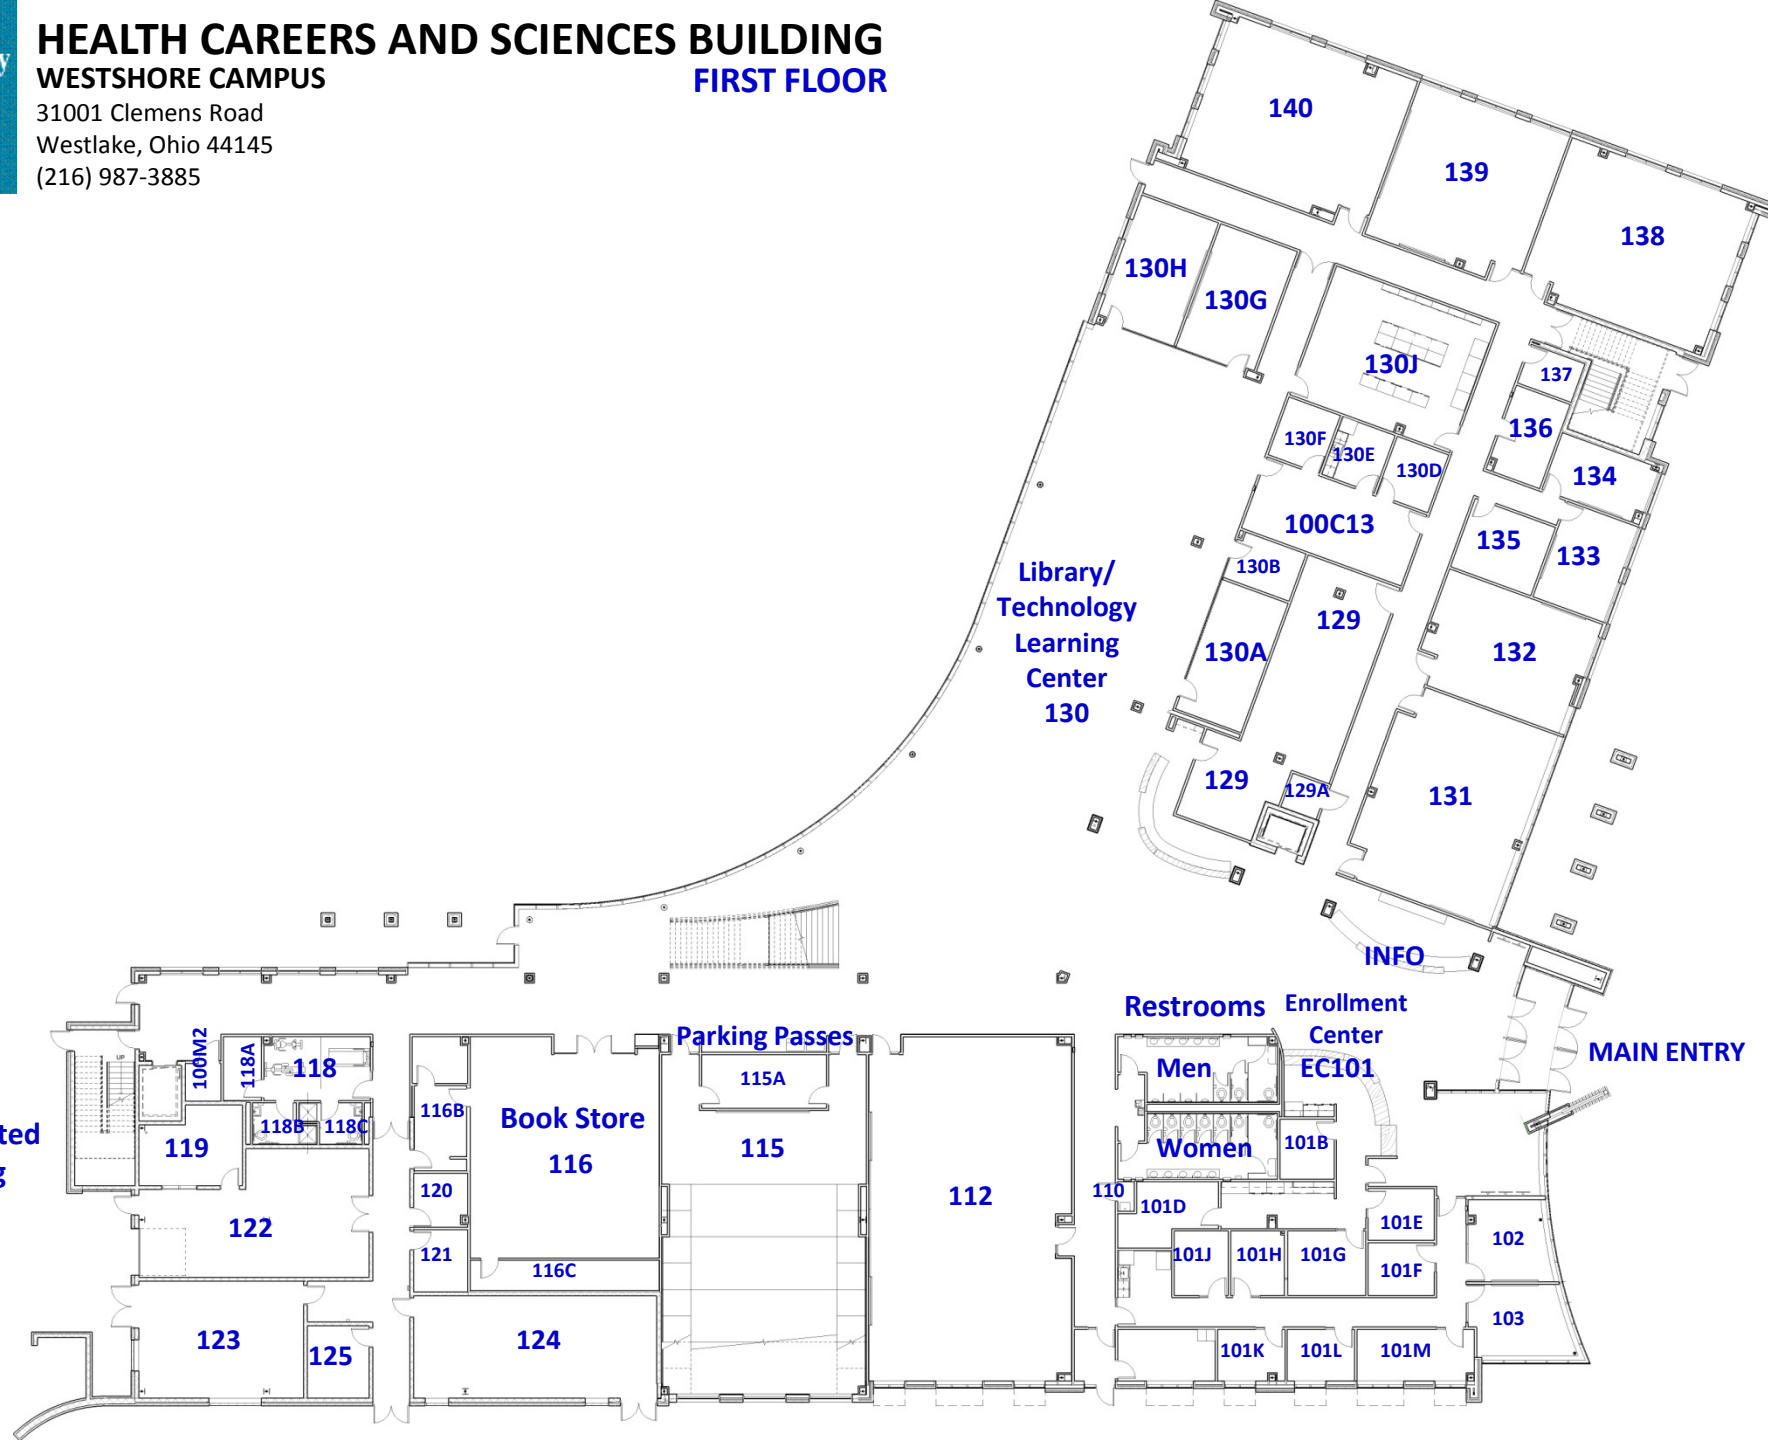 HEALTH CAREERS AND SCIENCES BUILDING
WESTSHORE CAMPUS
FIRST FLOOR
31001 Clemens Road
Westlake, Ohio 44145
(216) 987-3885
140
139
138
130H
130G
130J
137
136
130F
130E
130D
134
100C13
135
133
130B
Library/
Technology
Learning
Center
130
129
130A
132
129
129A
131
INFO
Restrooms
Enrollment
Center
EC101
MAIN ENTRY
Parking Passes
100M2
118A
118
UP
Men
115A
116B
Book Store
116
118B
118C
119
115
Women
101B
120
112
110
101D
122
121
101E
102
101J
101H
101G
101F
116C
103
123
125
124
101K
101L
101M